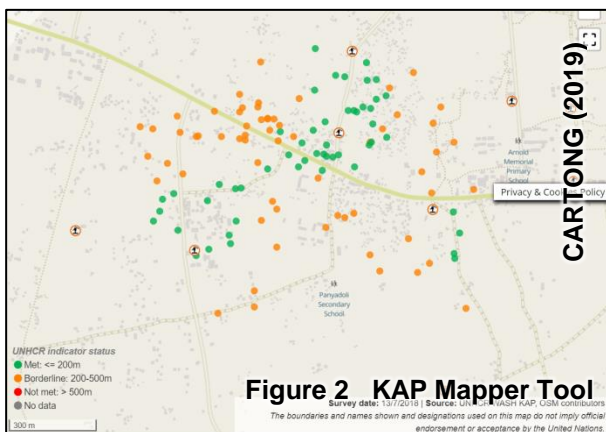 Arnold
Memorial
Primary
School
Privacy & Cookies Policy
CARTONG (2019)
Panyadoli
Secondary
School
UNHCR indicator status
Met: <= 200m
Borderline: 200-500m
Not met: > 500m
No data
300 m
Figure 2 KAP Mapper Tool
Survey date: 13/7/2018 | Source: UNHCR WASH KAP, OSM contributors
The boundaries and names shown and designations used on this map do not imply official
endorsement or acceptance by the United Nations.